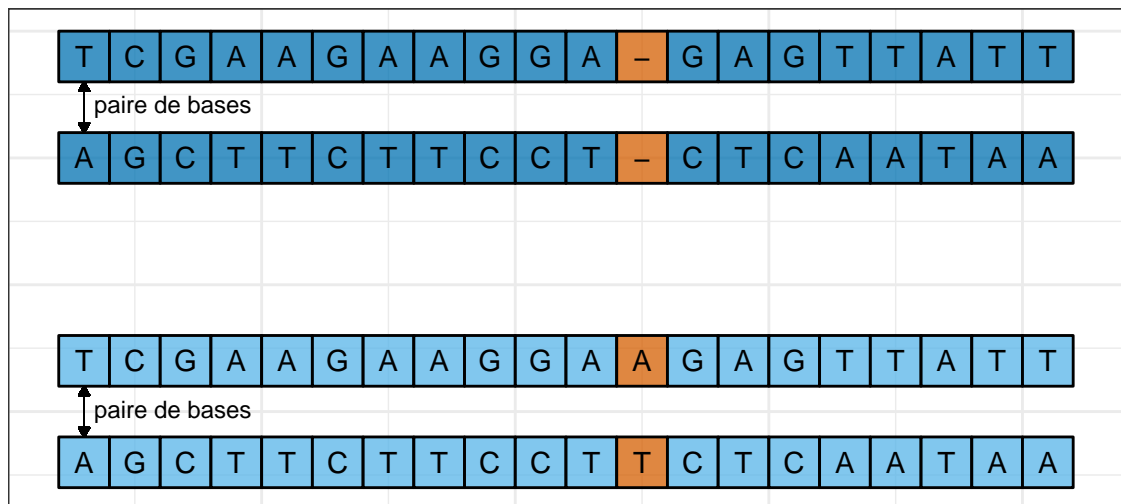 T C G A A G A A G G A – G A G T T A T T
paire de bases
A G C T T C T T C C T – C T C A A T A A
T C G A A G A A G G A A G A G T T A T T
paire de bases
A G C T T C T T C C T T C T C A A T A A